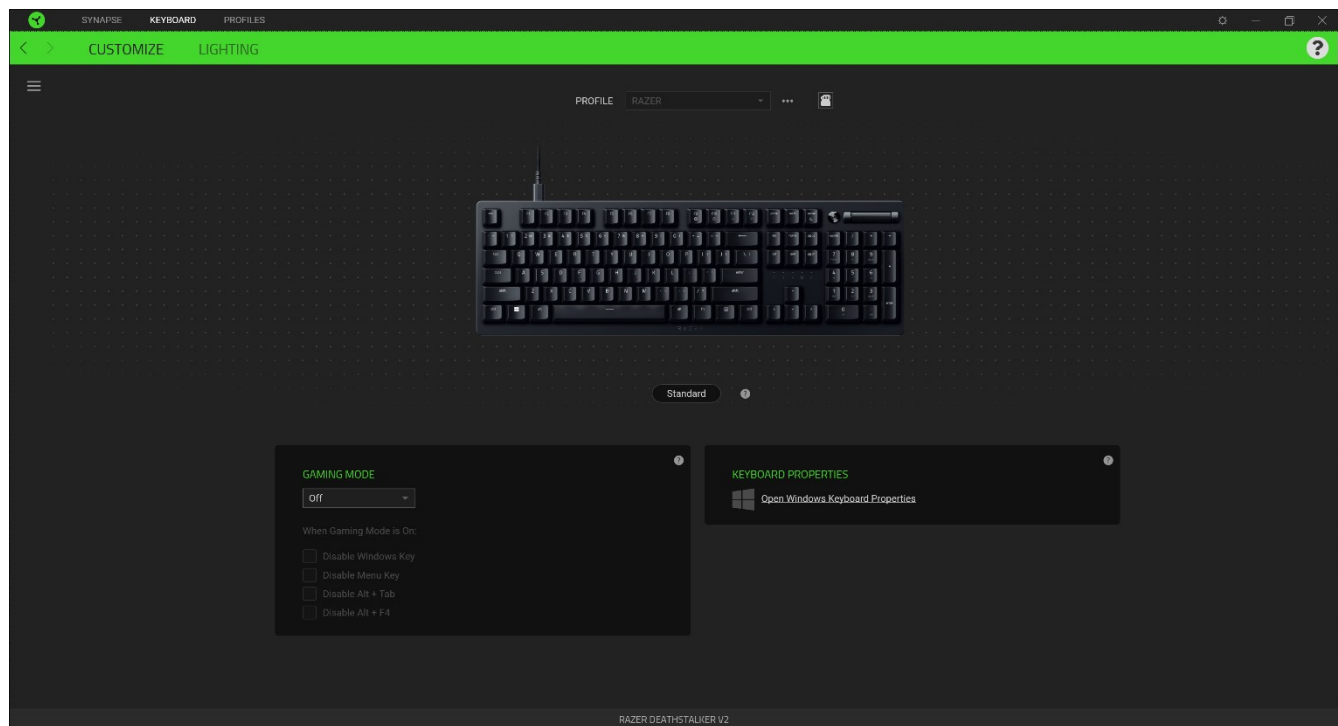 SYNAPSE KEYBOARD PROFILES
CUSTOMIZE LIGHTING
PROFILE RAZER
Standard
GAMING MODE
Off
When Gaming Mode is On:
Disable Windows Key
Disable Menu Key
Disable Alt + Tab
Disable Alt + F4
KEYBOARD PROPERTIES
Open Windows Keyboard Properties
RAZER DEATHSTALKER V2